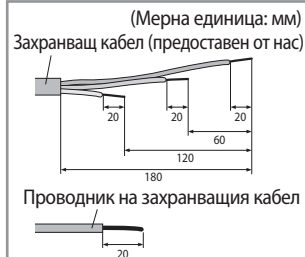 (Мерна единица: мм)
Захранващ кабел (предоставен от нас)
20 20 20
60
120
180
Проводник на захранващия кабел
20